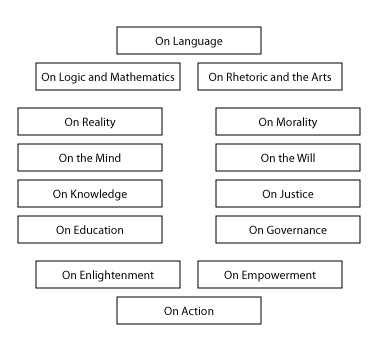 On Language
On Logic and Mathematics
On Rhetoric and the Arts
On Reality
On Morality
On the Mind
On the Will
On Knowledge
On Justice
On Education
On Governance
On Enlightenment
On Empowerment
On Action